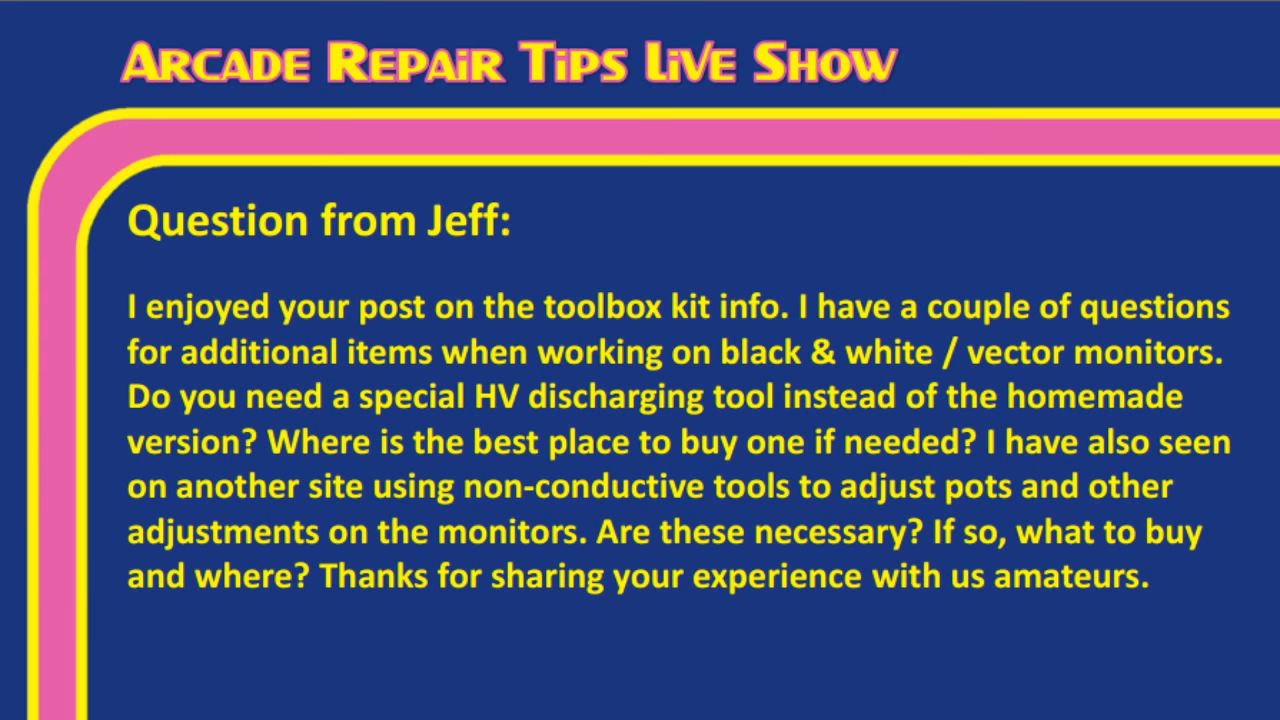 Arcade Repair Tips Live Show
Question from Jeff:
I enjoyed your post on the toolbox kit info. I have a couple of questions
for additional items when working on black & white / vector monitors.
Do you need a special HV discharging tool instead of the homemade
version? Where is the best place to buy one if needed? I have also seen
on another site using non-conductive tools to adjust pots and other
adjustments on the monitors. Are these necessary? If so, what to buy
and where? Thanks for sharing your experience with us amateurs.